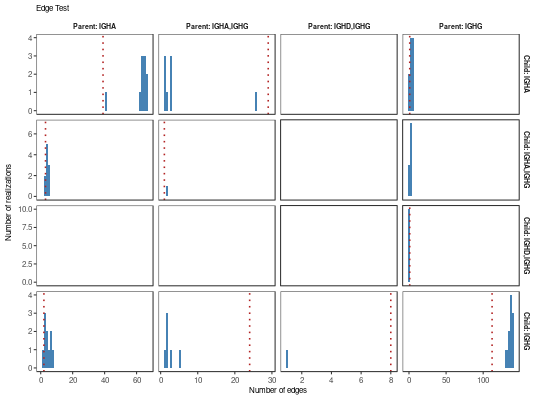 Edge Test
Parent: IGHA
Parent: IGHA,IGHG
Parent: IGHD,IGHG
Parent: IGHG
4
3
2
1
0
Child: IGHA
6
4
2
0
Child: IGHA,IGHG
10.0
7.5
5.0
2.5
0.0
Child: IGHD,IGHG
4
3
2
1
0
Child: IGHG
0 20 40 60
0 10 20 30
2 4 6 8
0 50 100
Number of edges
Number of realizations